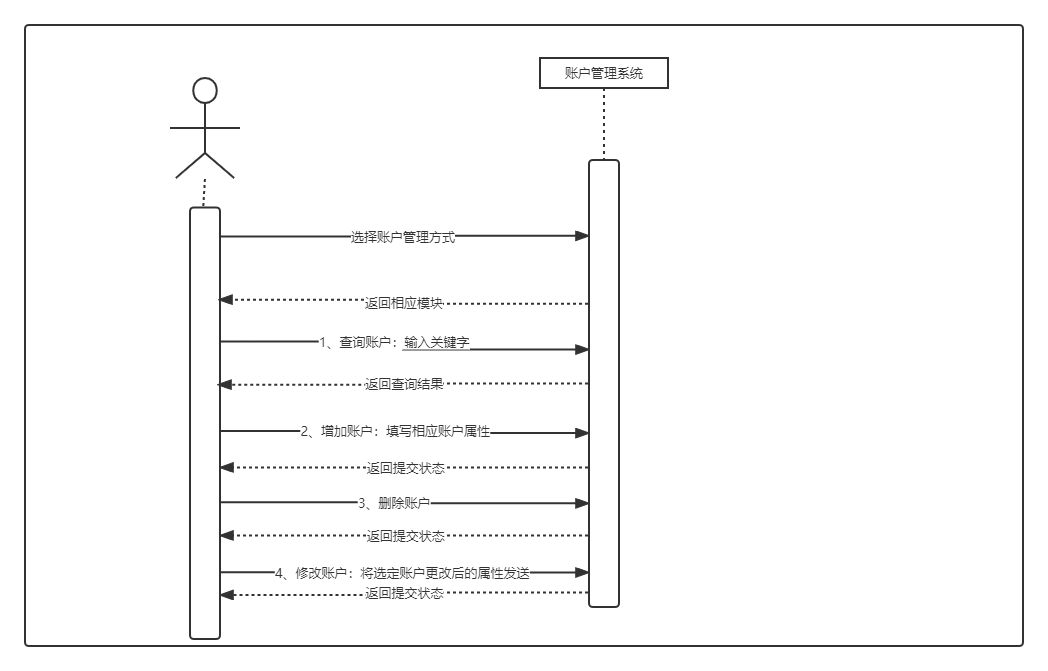 账户管理系统
选择账户管理方式
返回相应模块
1、查询账户：输入关键字
返回查询结果
2、增加账户：填写相应账户属性
返回提交状态
3、删除账户
返回提交状态
4、修改账户：将选定账户更改后的属性发送
返回提交状态